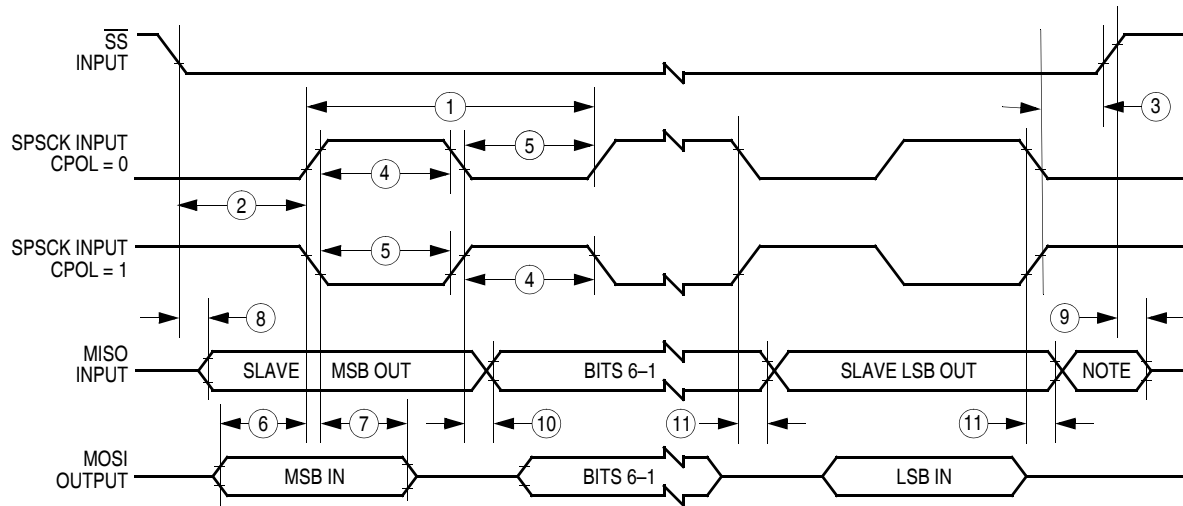 SS
INPUT
1
3
SPSCK INPUT
CPOL = 0
5
4
2
SPSCK INPUT
CPOL = 1
5
4
8
9
MISO
INPUT
SLAVE
MSB OUT
BITS 6–1
SLAVE LSB OUT
NOTE
6
7
10
11
11
MOSI
OUTPUT
MSB IN
BITS 6–1
LSB IN